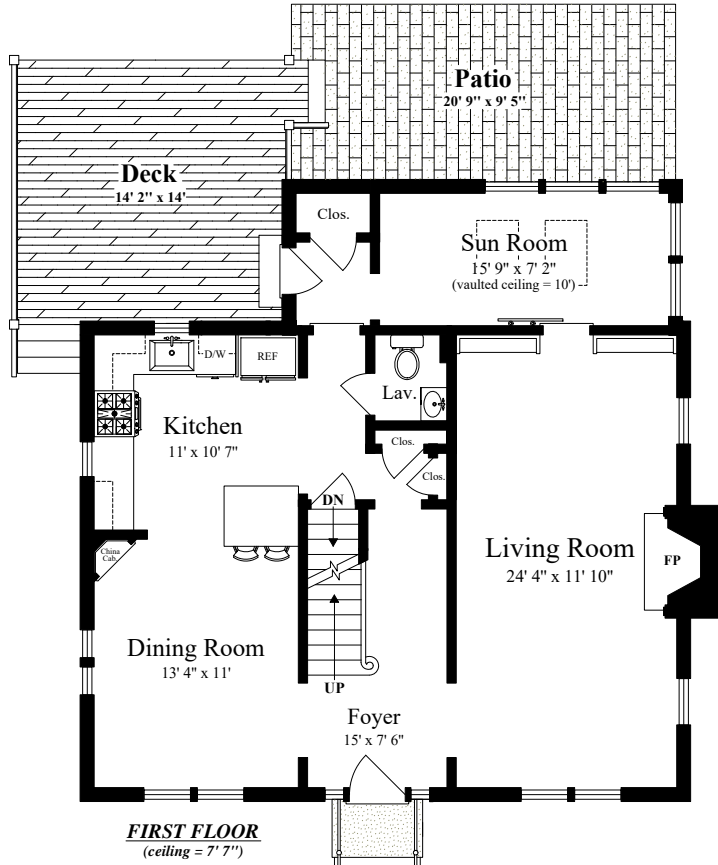 Patio
20' 9" x 9' 5"
Deck
14' 2" x 14'
Clos.
Sun Room
15' 9" x 7' 2"
(vaulted ceiling = 10')
D/W
REF
Lav.
Kitchen
11' x 10' 7"
Clos.
Clos.
DN
China
Cab.
Living Room
24' 4" x 11' 10"
FP
Dining Room
13' 4" x 11'
UP
Foyer
15' x 7' 6"
FIRST FLOOR
(ceiling = 7' 7")